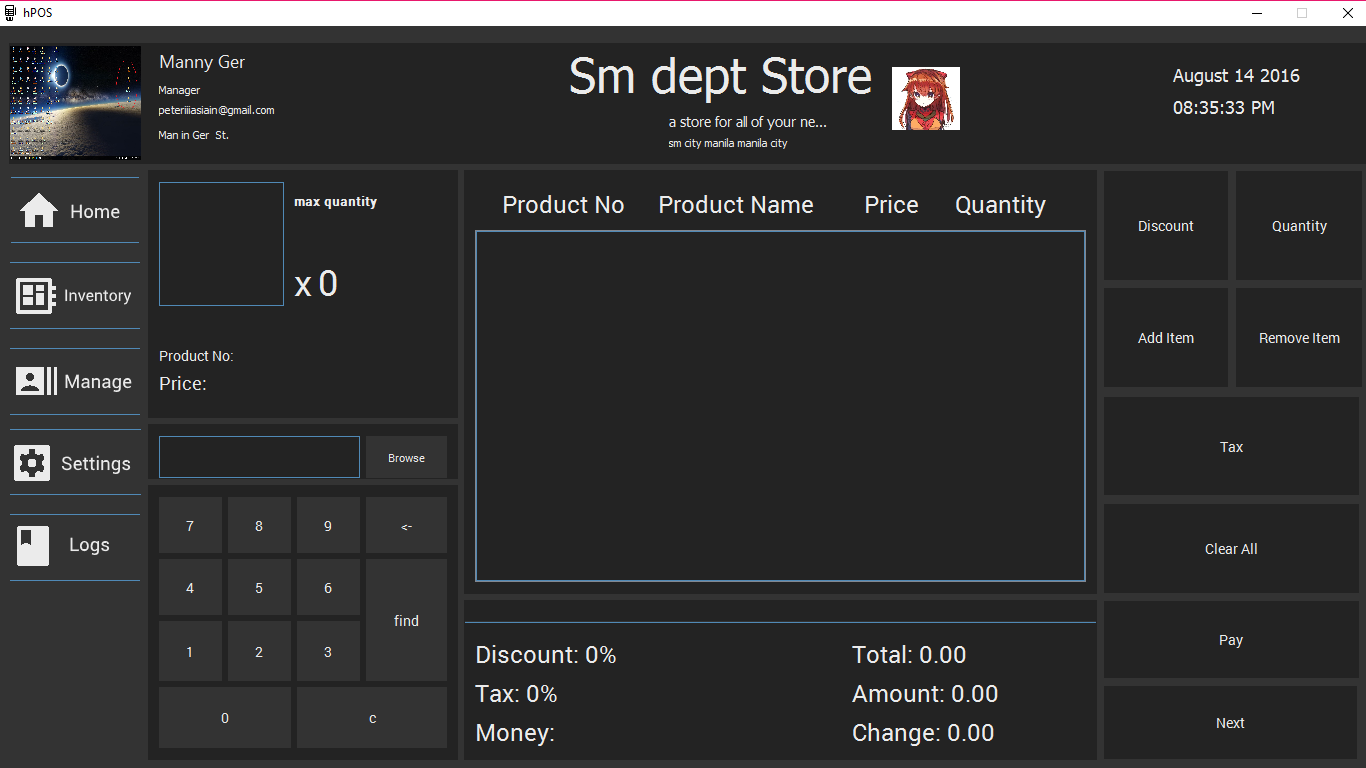 hPOS
Manny Ger
Manager
peteriiiasiain@gmail.com
Man in Ger St.
Sm dept Store
a store for all of your ne...
sm city manila manila city
August 14 2016
08:35:33 PM
Home
Inventory
Manage
Settings
Logs
max quantity
x 0
Product No:
Price:
Browse
7 8 9 <-
4 5 6
find
1 2 3
0 c
Product No Product Name Price Quantity
Discount: 0% Total: 0.00
Tax: 0% Amount: 0.00
Money: Change: 0.00
Discount Quantity
Add Item Remove Item
Tax
Clear All
Pay
Next